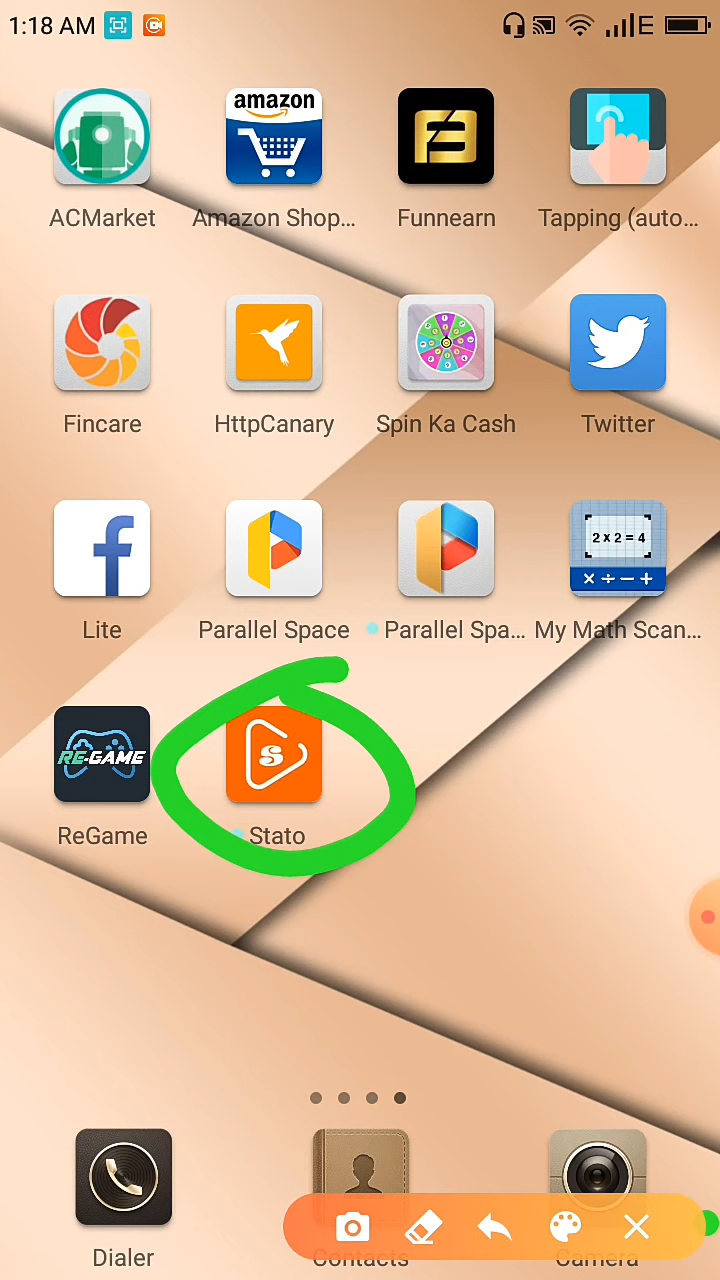 1:18 AM E
amazon
ACMarket Amazon Shop... Funnearn Tapping (auto...
Fincare HttpCanary Spin Ka Cash Twitter
2 x 2 = 4
× ÷ − +
Lite Parallel Space Parallel Spa... My Math Scan...
RE-GAME S
ReGame Stato
Dialer Contacts Camera